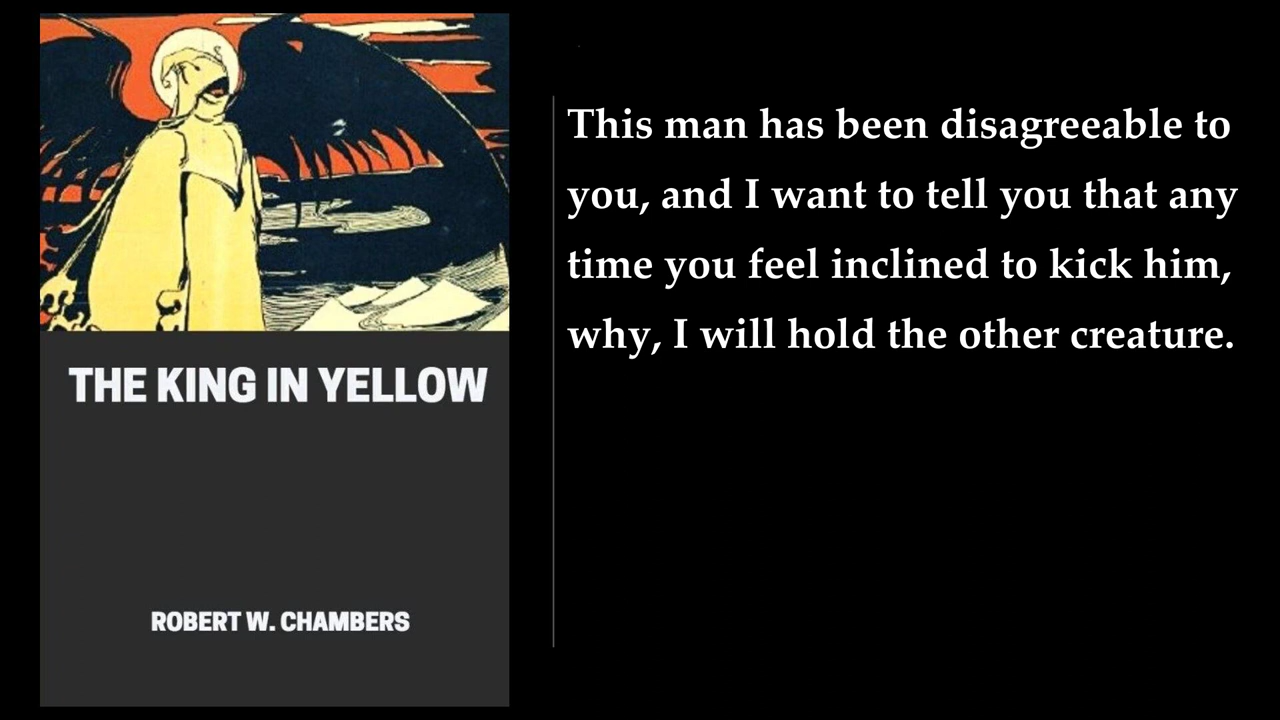 THE KING IN YELLOW
ROBERT W. CHAMBERS
This man has been disagreeable to
you, and I want to tell you that any
time you feel inclined to kick him,
why, I will hold the other creature.